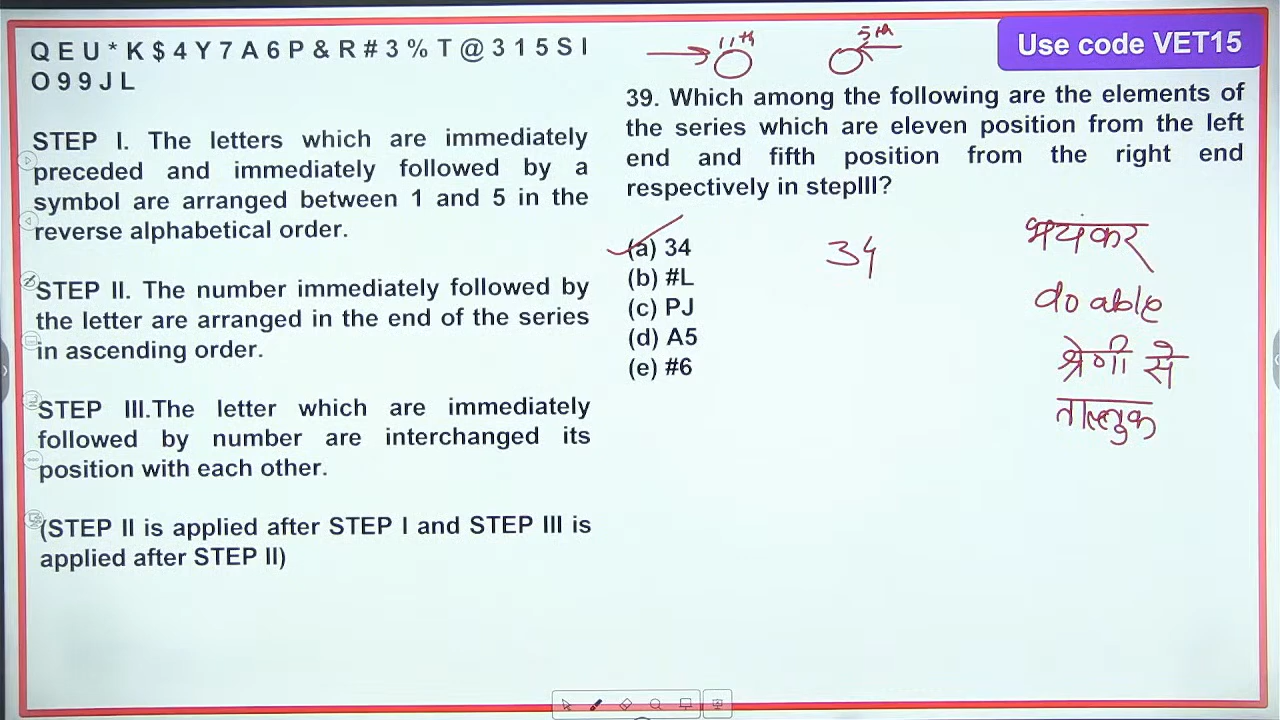 Q E U * K $ 4 Y 7 A 6 P & R # 3 % T @ 3 1 5 S I
O 9 9 J L
STEP I. The letters which are immediately
preceded and immediately followed by a
symbol are arranged between 1 and 5 in the
reverse alphabetical order.
STEP II. The number immediately followed by
the letter are arranged in the end of the series
in ascending order.
STEP III.The letter which are immediately
followed by number are interchanged its
position with each other.
(STEP II is applied after STEP I and STEP III is
applied after STEP II)
11th
5th
Use code VET15
39. Which among the following are the elements of
the series which are eleven position from the left
end and fifth position from the right end
respectively in stepIII?
(a) 34
(b) #L
(c) PJ
(d) A5
(e) #6
34
भयंकर
do able
श्रेणी से
ताल्लुक